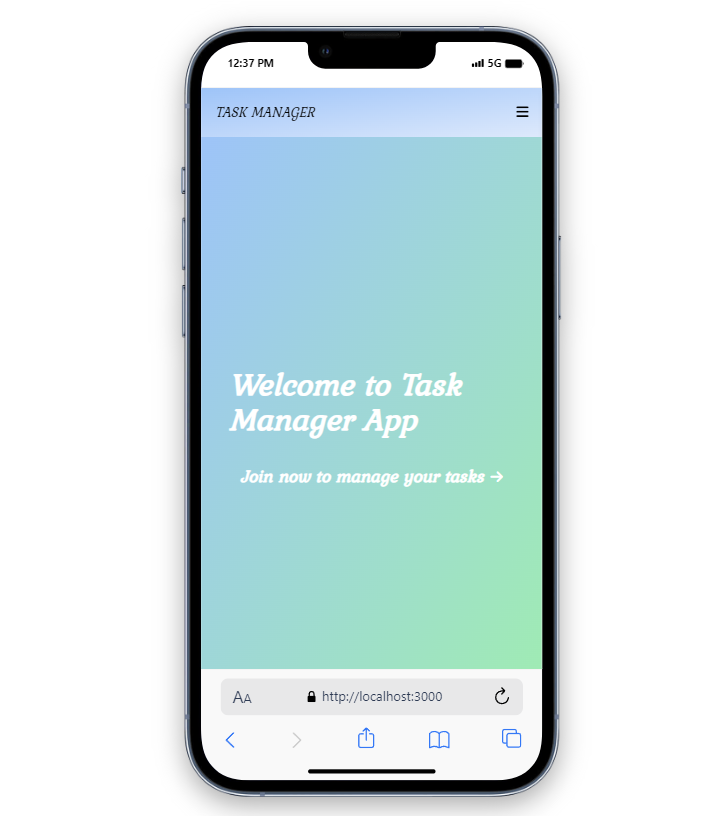 12:37 PM 5G
TASK MANAGER
Welcome to Task
Manager App
Join now to manage your tasks →
AA http://localhost:3000